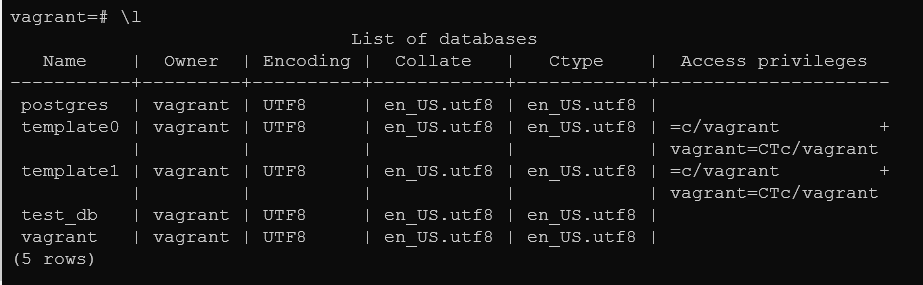 vagrant=# \l
                               List of databases
   Name    |  Owner  | Encoding |  Collate   |   Ctype    |  Access privileges
-----------+---------+----------+------------+------------+---------------------
 postgres  | vagrant | UTF8     | en_US.utf8 | en_US.utf8 |
 template0 | vagrant | UTF8     | en_US.utf8 | en_US.utf8 | =c/vagrant         +
           |         |          |            |            | vagrant=CTc/vagrant
 template1 | vagrant | UTF8     | en_US.utf8 | en_US.utf8 | =c/vagrant         +
           |         |          |            |            | vagrant=CTc/vagrant
 test_db   | vagrant | UTF8     | en_US.utf8 | en_US.utf8 |
 vagrant   | vagrant | UTF8     | en_US.utf8 | en_US.utf8 |
(5 rows)